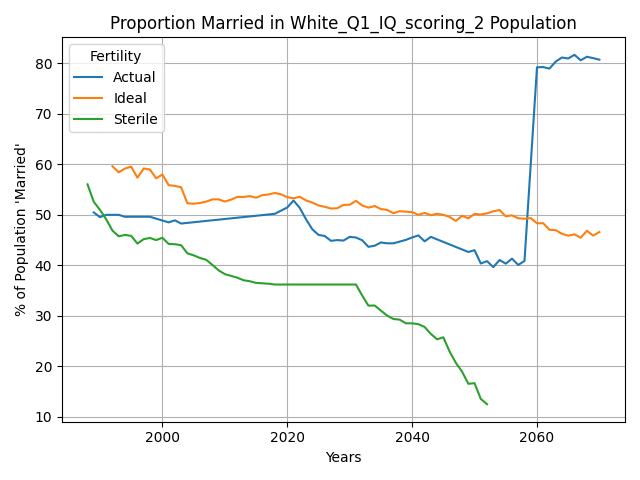 Proportion Married in White_Q1_IQ_scoring_2 Population
Fertility
Actual
Ideal
Sterile
% of Population 'Married'
80
70
60
50
40
30
20
10
2000
2020
2040
2060
Years